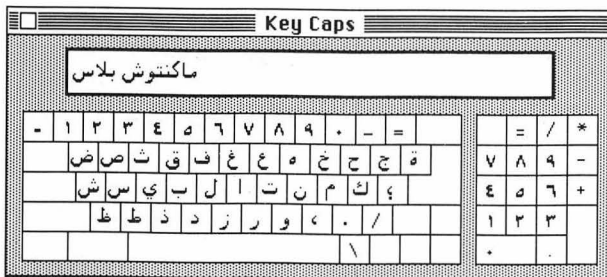 Key Caps
ماكنتوش بلاس
- ١ ٢ ٣ ٤ ٥ ٦ ٧ ٨ ٩ ٠ _ =
ض ص ث ق ف غ ع ه خ ح ج ة
ش س ي ب ل ا ت ن م ك ؛
ظ ط ذ د ز ر و ، . /
\
= / *
٧ ٨ ٩ -
٤ ٥ ٦ +
١ ٢ ٣
٠ .